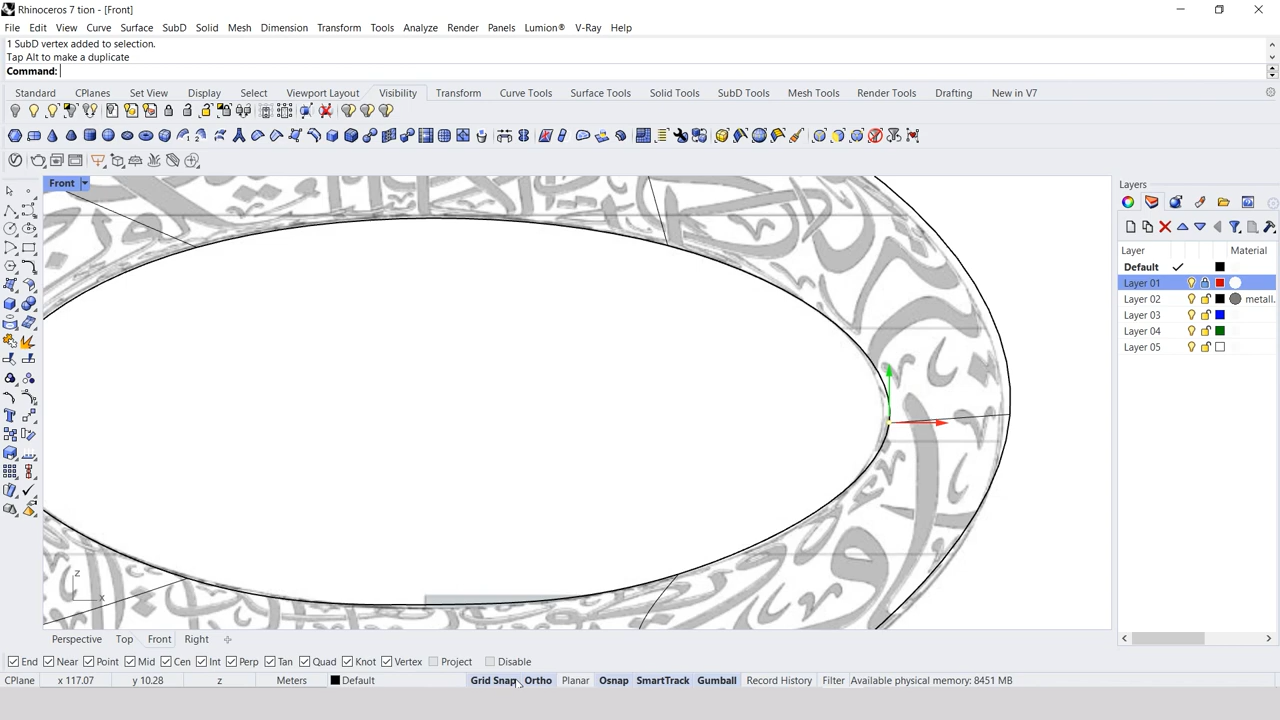 Rhinoceros 7 tion - [Front]
File Edit View Curve Surface Solid SubD Mesh Dimension Transform Tools Analyze Render Panels Lumion® V-Ray Help
1 SubD vertex added to selection.
Tap Alt to make a duplicate
Command:
Standard CPlanes Set View Display Select Viewport Layout Visibility Transform Curve Tools Surface Tools Solid Tools SubD Tools Mesh Tools Render Tools Drafting New in V7
Front
Layers
Layer Material
Default
Layer 01
Layer 02 metall.
Layer 03
Layer 04
Layer 05
z
x
Perspective Top Front Right
End Near Point Mid Cen Int Perp Tan Quad Knot Vertex Project Disable
CPlane x 117.07 y 10.28 z Meters Default Grid Snap Ortho Planar Osnap SmartTrack Gumball Record History Filter Available physical memory: 8451 MB